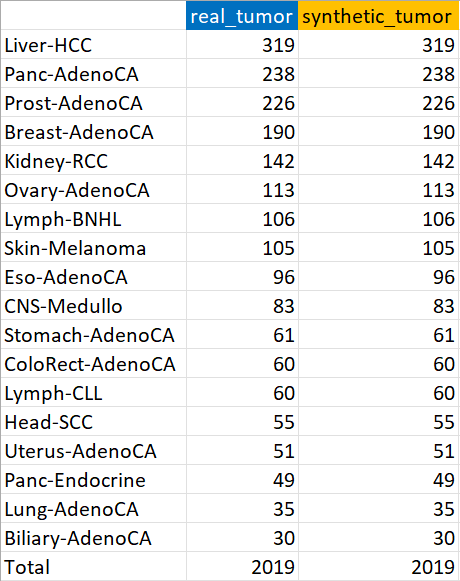 real_tumor synthetic_tumor
Liver-HCC 319 319
Panc-AdenoCA 238 238
Prost-AdenoCA 226 226
Breast-AdenoCA 190 190
Kidney-RCC 142 142
Ovary-AdenoCA 113 113
Lymph-BNHL 106 106
Skin-Melanoma 105 105
Eso-AdenoCA 96 96
CNS-Medullo 83 83
Stomach-AdenoCA 61 61
ColoRect-AdenoCA 60 60
Lymph-CLL 60 60
Head-SCC 55 55
Uterus-AdenoCA 51 51
Panc-Endocrine 49 49
Lung-AdenoCA 35 35
Biliary-AdenoCA 30 30
Total 2019 2019